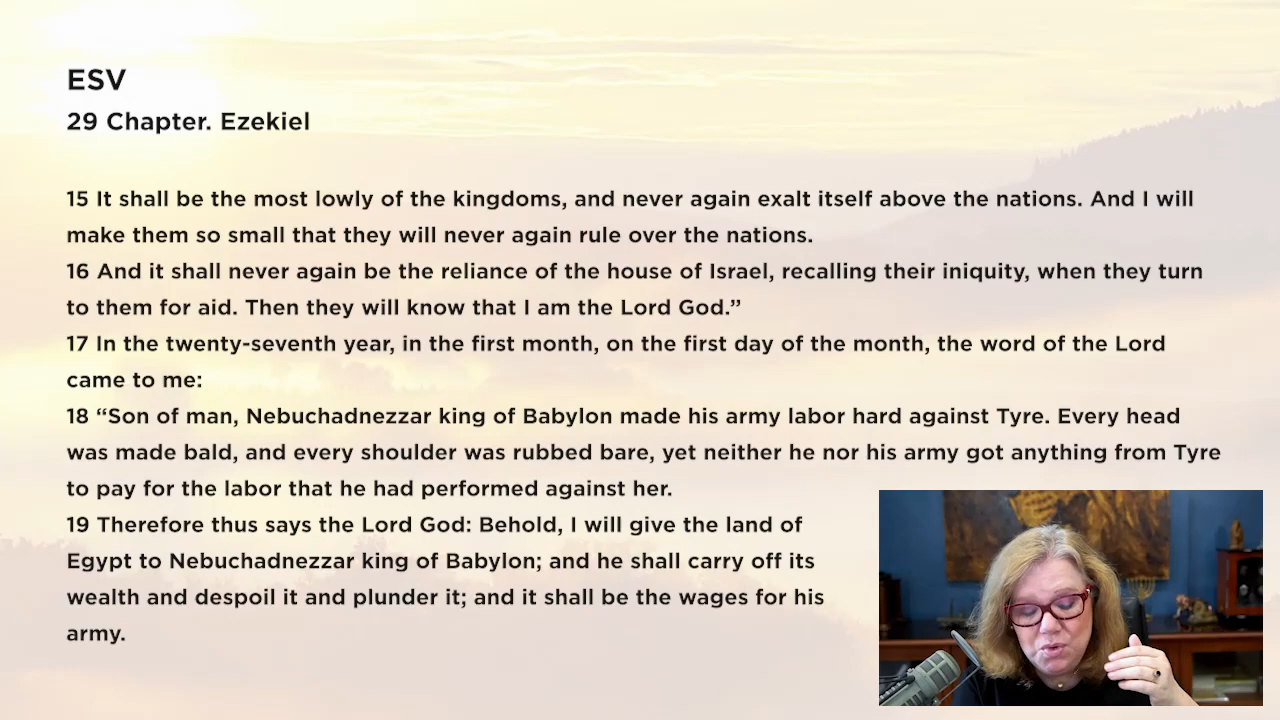 ESV
29 Chapter. Ezekiel
15 It shall be the most lowly of the kingdoms, and never again exalt itself above the nations. And I will
make them so small that they will never again rule over the nations.
16 And it shall never again be the reliance of the house of Israel, recalling their iniquity, when they turn
to them for aid. Then they will know that I am the Lord God.”
17 In the twenty-seventh year, in the first month, on the first day of the month, the word of the Lord
came to me:
18 “Son of man, Nebuchadnezzar king of Babylon made his army labor hard against Tyre. Every head
was made bald, and every shoulder was rubbed bare, yet neither he nor his army got anything from Tyre
to pay for the labor that he had performed against her.
19 Therefore thus says the Lord God: Behold, I will give the land of
Egypt to Nebuchadnezzar king of Babylon; and he shall carry off its
wealth and despoil it and plunder it; and it shall be the wages for his
army.